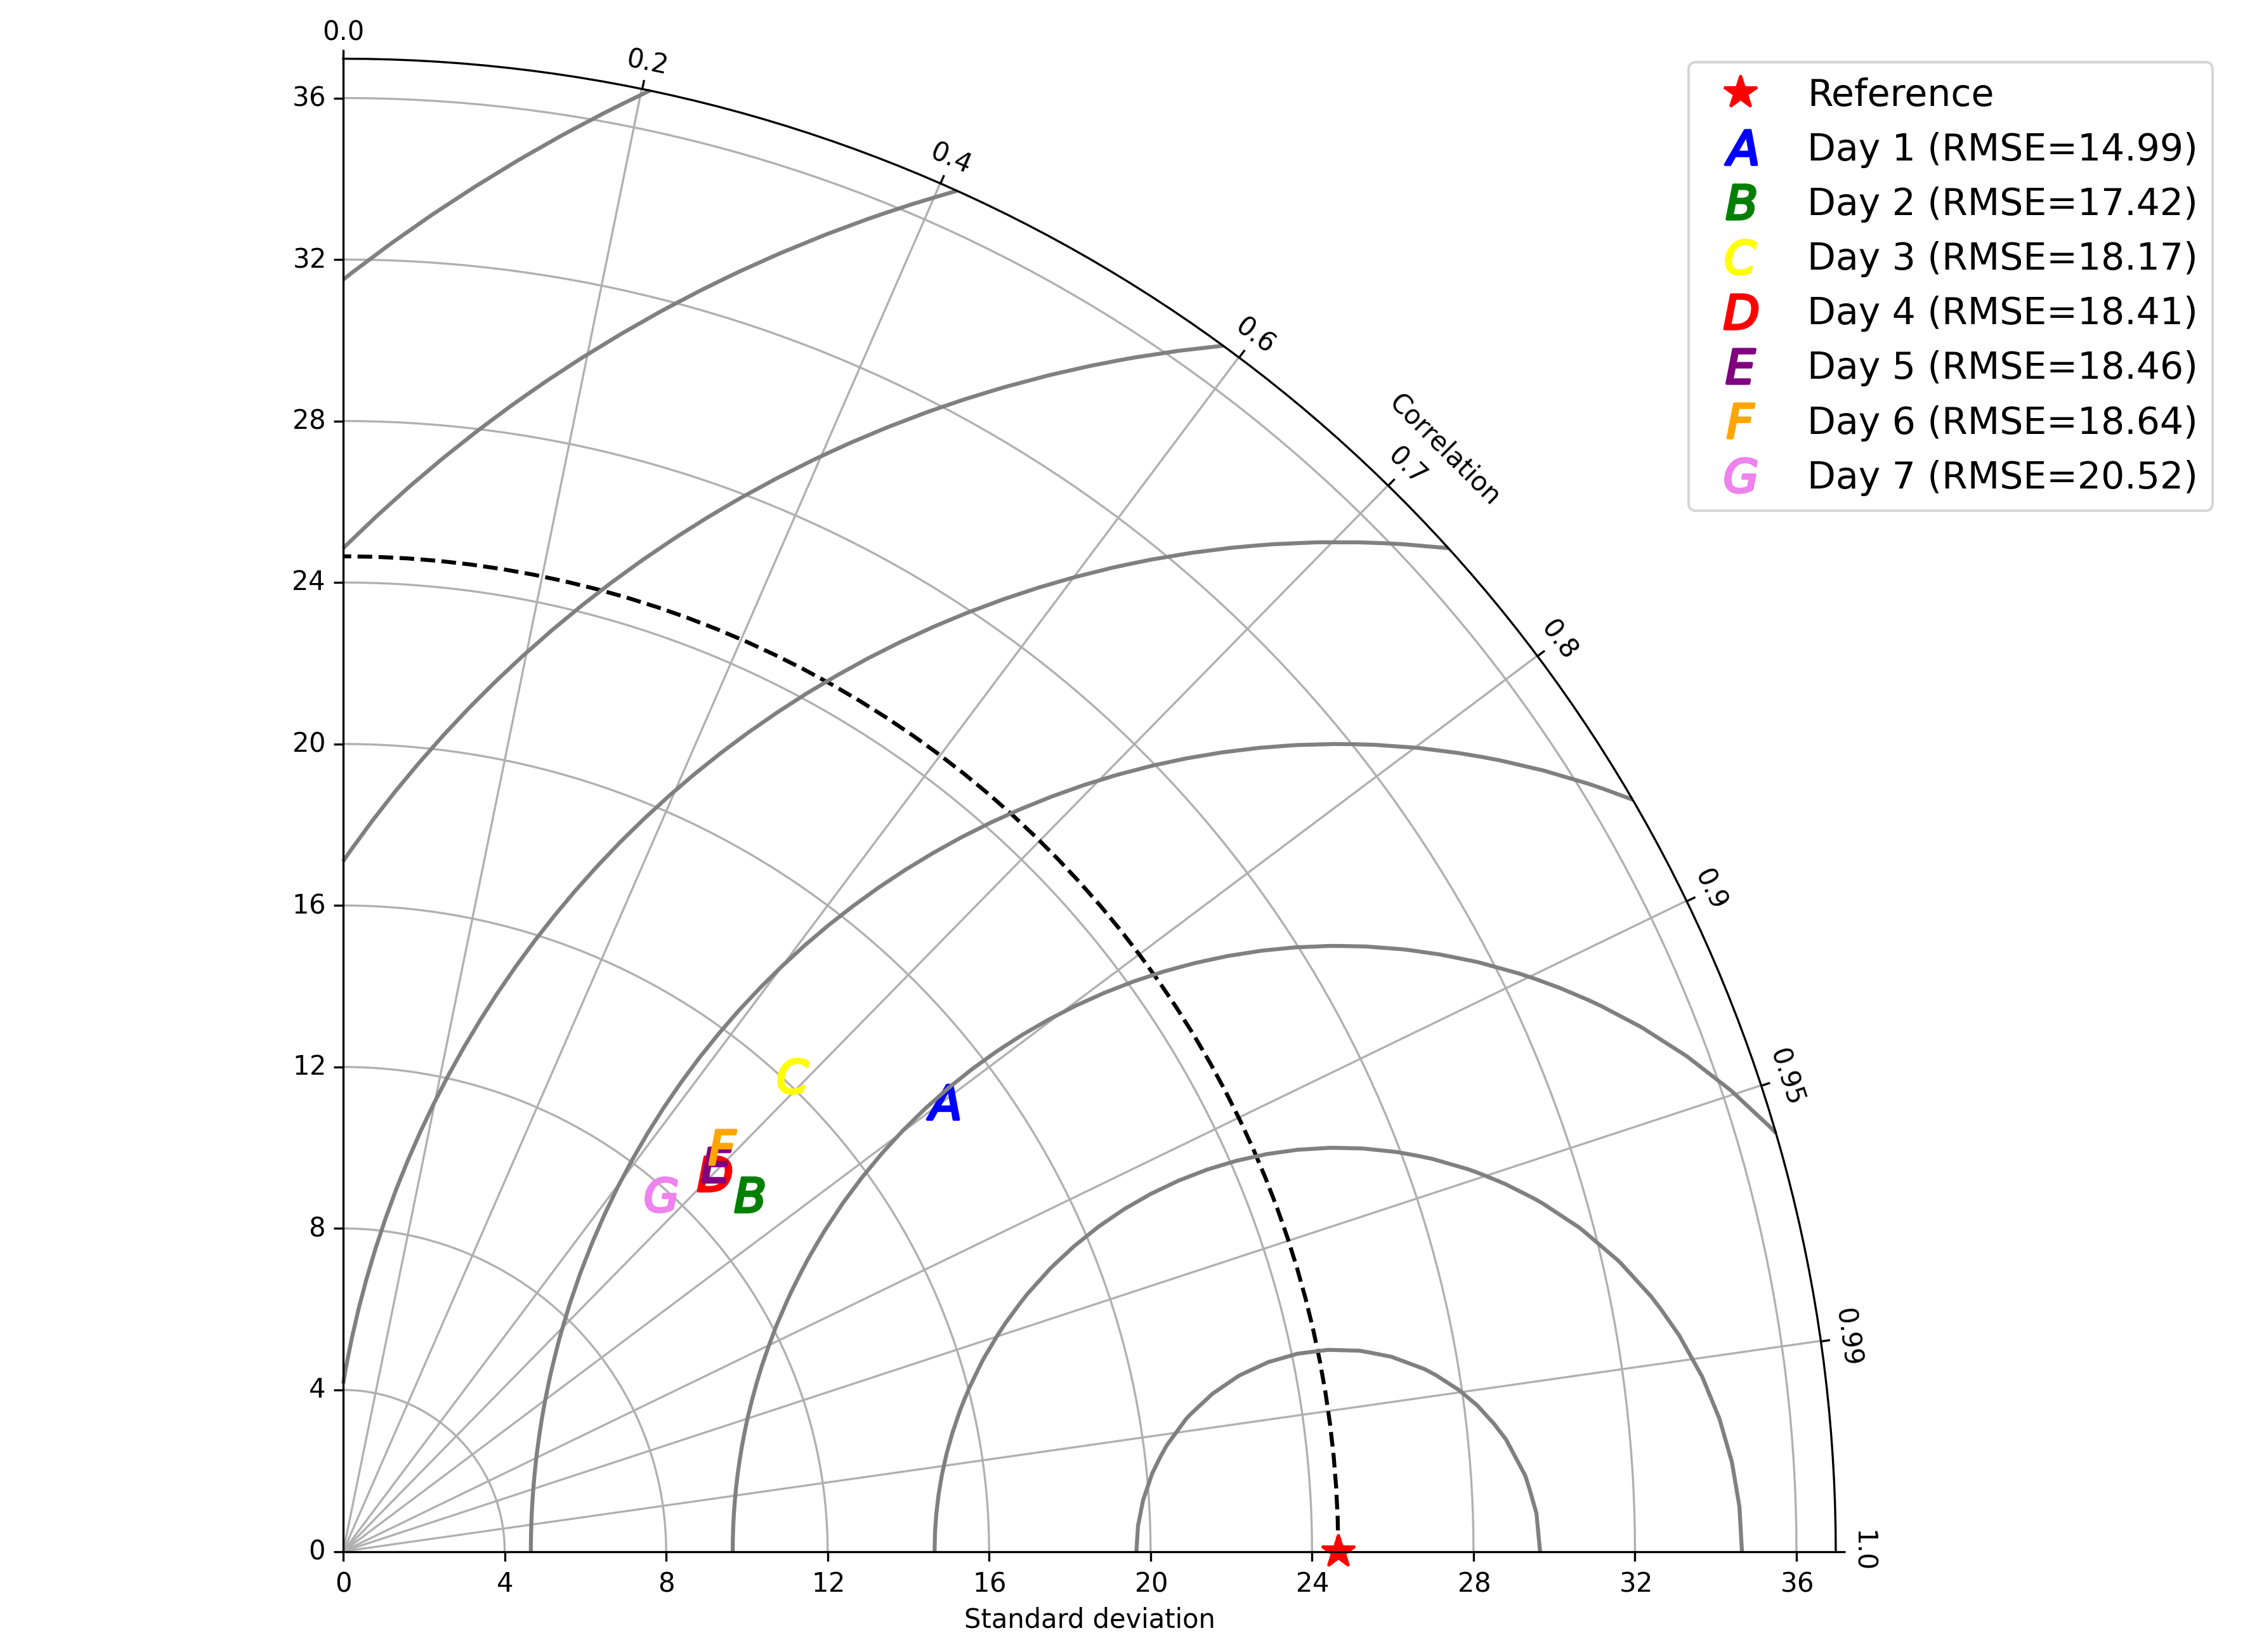 0.0
0.2
0.4
0.6
Correlation
0.7
0.8
0.9
0.95
0.99
1.0
36
32
28
24
20
16
12
8
4
0
0 4 8 12 16 20 24 28 32 36
Standard deviation
C
A
F
E
D
G
B
Reference
A Day 1 (RMSE=14.99)
B Day 2 (RMSE=17.42)
C Day 3 (RMSE=18.17)
D Day 4 (RMSE=18.41)
E Day 5 (RMSE=18.46)
F Day 6 (RMSE=18.64)
G Day 7 (RMSE=20.52)